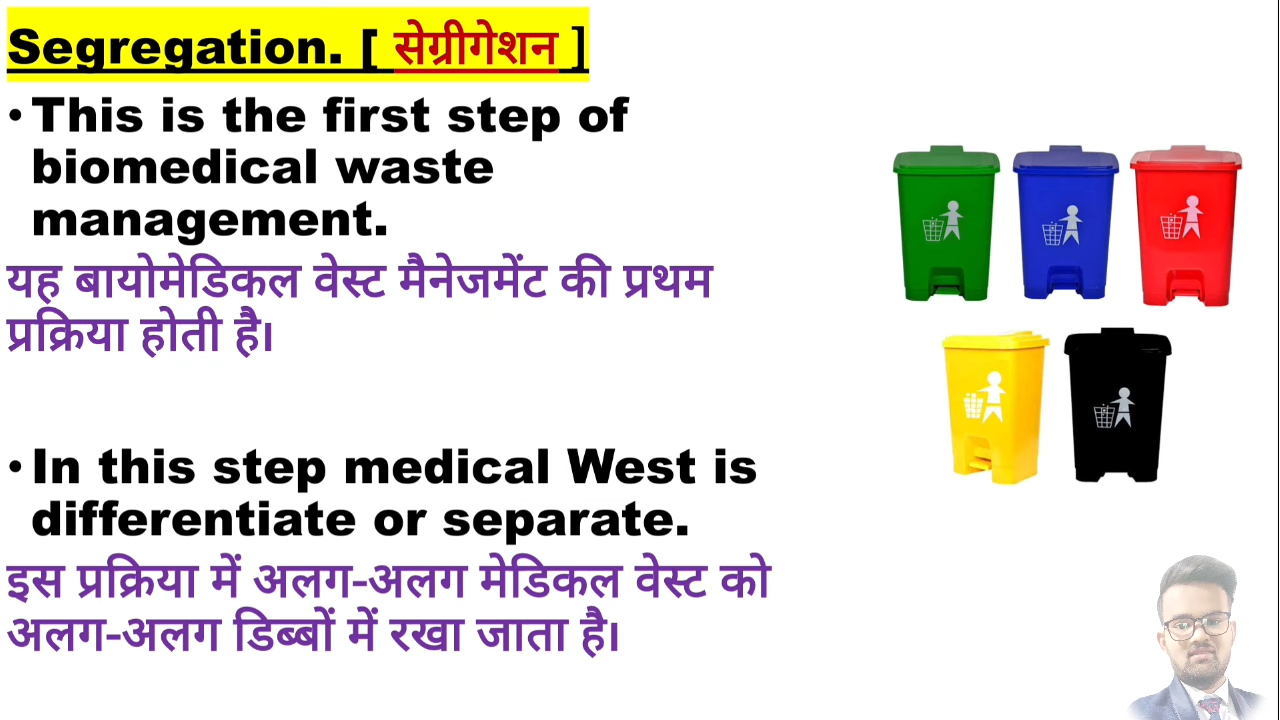 Segregation. [ सेग्रीगेशन ]
• This is the first step of
biomedical waste
management.
यह बायोमेडिकल वेस्ट मैनेजमेंट की प्रथम
प्रक्रिया होती है।
• In this step medical West is
differentiate or separate.
इस प्रक्रिया में अलग-अलग मेडिकल वेस्ट को
अलग-अलग डिब्बों में रखा जाता है।